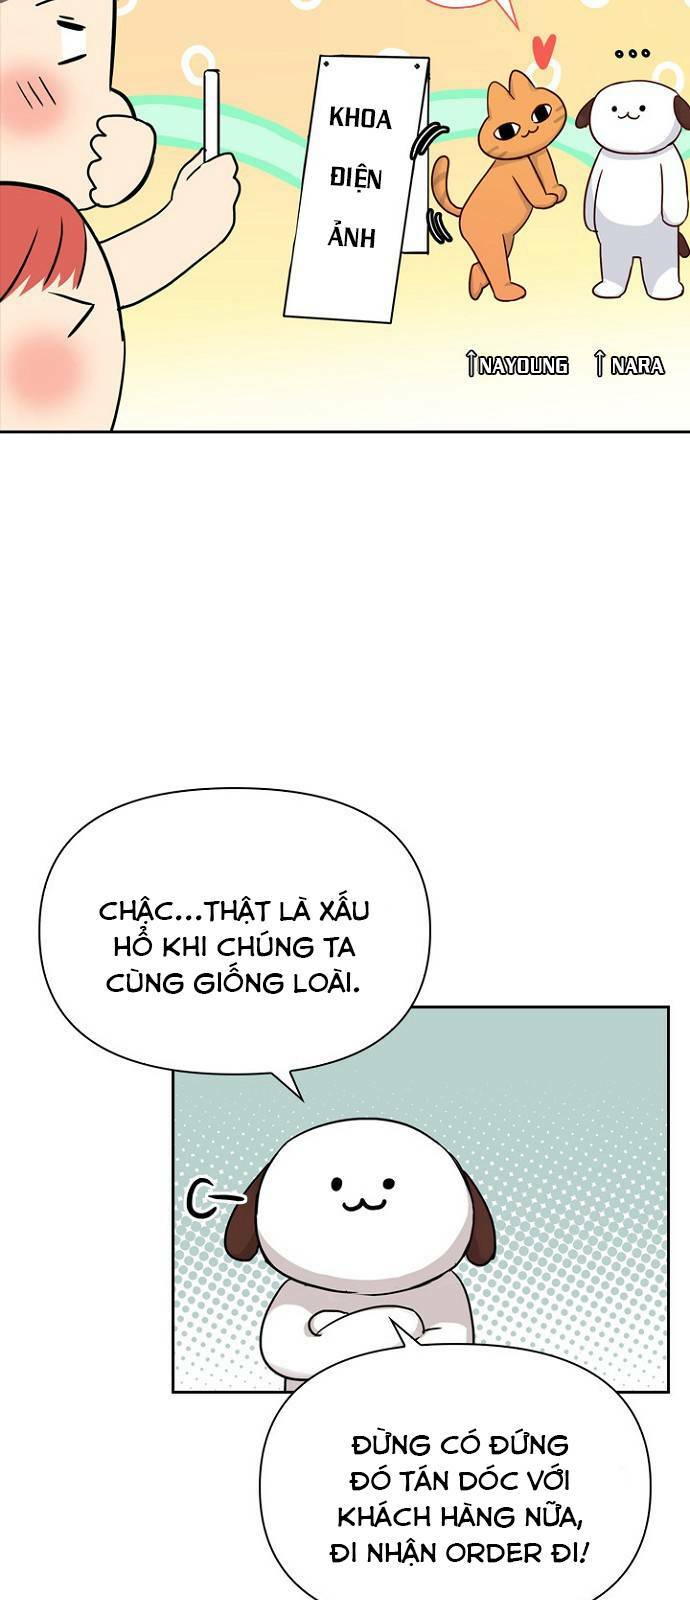 KHOA
ĐIỆN
ẢNH
↑NAYOUNG ↑NARA
CHẬC...THẬT LÀ XẤU
HỔ KHI CHÚNG TA
CÙNG GIỐNG LOÀI.
ĐỪNG CÓ ĐỨNG
ĐÓ TÁN DÓC VỚI
KHÁCH HÀNG NỮA,
ĐI NHẬN ORDER ĐI!